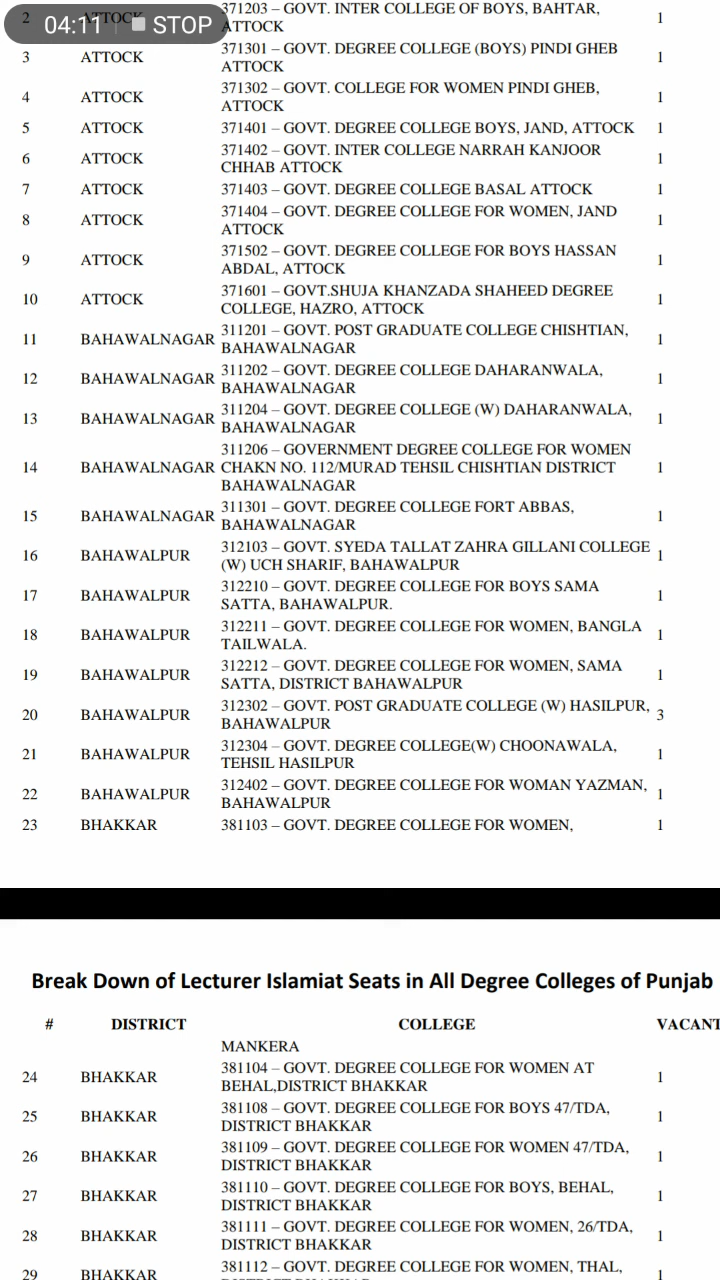 04:11 STOP
2 ATTOCK 371203 – GOVT. INTER COLLEGE OF BOYS, BAHTAR, 1
ATTOCK
3 ATTOCK 371301 – GOVT. DEGREE COLLEGE (BOYS) PINDI GHEB 1
ATTOCK
4 ATTOCK 371302 – GOVT. COLLEGE FOR WOMEN PINDI GHEB, 1
ATTOCK
5 ATTOCK 371401 – GOVT. DEGREE COLLEGE BOYS, JAND, ATTOCK 1
6 ATTOCK 371402 – GOVT. INTER COLLEGE NARRAH KANJOOR 1
CHHAB ATTOCK
7 ATTOCK 371403 – GOVT. DEGREE COLLEGE BASAL ATTOCK 1
8 ATTOCK 371404 – GOVT. DEGREE COLLEGE FOR WOMEN, JAND 1
ATTOCK
9 ATTOCK 371502 – GOVT. DEGREE COLLEGE FOR BOYS HASSAN 1
ABDAL, ATTOCK
10 ATTOCK 371601 – GOVT.SHUJA KHANZADA SHAHEED DEGREE 1
COLLEGE, HAZRO, ATTOCK
11 BAHAWALNAGAR 311201 – GOVT. POST GRADUATE COLLEGE CHISHTIAN, 1
BAHAWALNAGAR
12 BAHAWALNAGAR 311202 – GOVT. DEGREE COLLEGE DAHARANWALA, 1
BAHAWALNAGAR
13 BAHAWALNAGAR 311204 – GOVT. DEGREE COLLEGE (W) DAHARANWALA, 1
BAHAWALNAGAR
311206 – GOVERNMENT DEGREE COLLEGE FOR WOMEN
14 BAHAWALNAGAR CHAKN NO. 112/MURAD TEHSIL CHISHTIAN DISTRICT 1
BAHAWALNAGAR
15 BAHAWALNAGAR 311301 – GOVT. DEGREE COLLEGE FORT ABBAS, 1
BAHAWALNAGAR
16 BAHAWALPUR 312103 – GOVT. SYEDA TALLAT ZAHRA GILLANI COLLEGE 1
(W) UCH SHARIF, BAHAWALPUR
17 BAHAWALPUR 312210 – GOVT. DEGREE COLLEGE FOR BOYS SAMA 1
SATTA, BAHAWALPUR.
18 BAHAWALPUR 312211 – GOVT. DEGREE COLLEGE FOR WOMEN, BANGLA 1
TAILWALA.
19 BAHAWALPUR 312212 – GOVT. DEGREE COLLEGE FOR WOMEN, SAMA 1
SATTA, DISTRICT BAHAWALPUR
20 BAHAWALPUR 312302 – GOVT. POST GRADUATE COLLEGE (W) HASILPUR, 3
BAHAWALPUR
21 BAHAWALPUR 312304 – GOVT. DEGREE COLLEGE(W) CHOONAWALA, 1
TEHSIL HASILPUR
22 BAHAWALPUR 312402 – GOVT. DEGREE COLLEGE FOR WOMAN YAZMAN, 1
BAHAWALPUR
23 BHAKKAR 381103 – GOVT. DEGREE COLLEGE FOR WOMEN, 1
Break Down of Lecturer Islamiat Seats in All Degree Colleges of Punjab
# DISTRICT COLLEGE VACANT
MANKERA
24 BHAKKAR 381104 – GOVT. DEGREE COLLEGE FOR WOMEN AT 1
BEHAL,DISTRICT BHAKKAR
25 BHAKKAR 381108 – GOVT. DEGREE COLLEGE FOR BOYS 47/TDA, 1
DISTRICT BHAKKAR
26 BHAKKAR 381109 – GOVT. DEGREE COLLEGE FOR WOMEN 47/TDA, 1
DISTRICT BHAKKAR
27 BHAKKAR 381110 – GOVT. DEGREE COLLEGE FOR BOYS, BEHAL, 1
DISTRICT BHAKKAR
28 BHAKKAR 381111 – GOVT. DEGREE COLLEGE FOR WOMEN, 26/TDA, 1
DISTRICT BHAKKAR
29 BHAKKAR 381112 – GOVT. DEGREE COLLEGE FOR WOMEN, THAL, 1